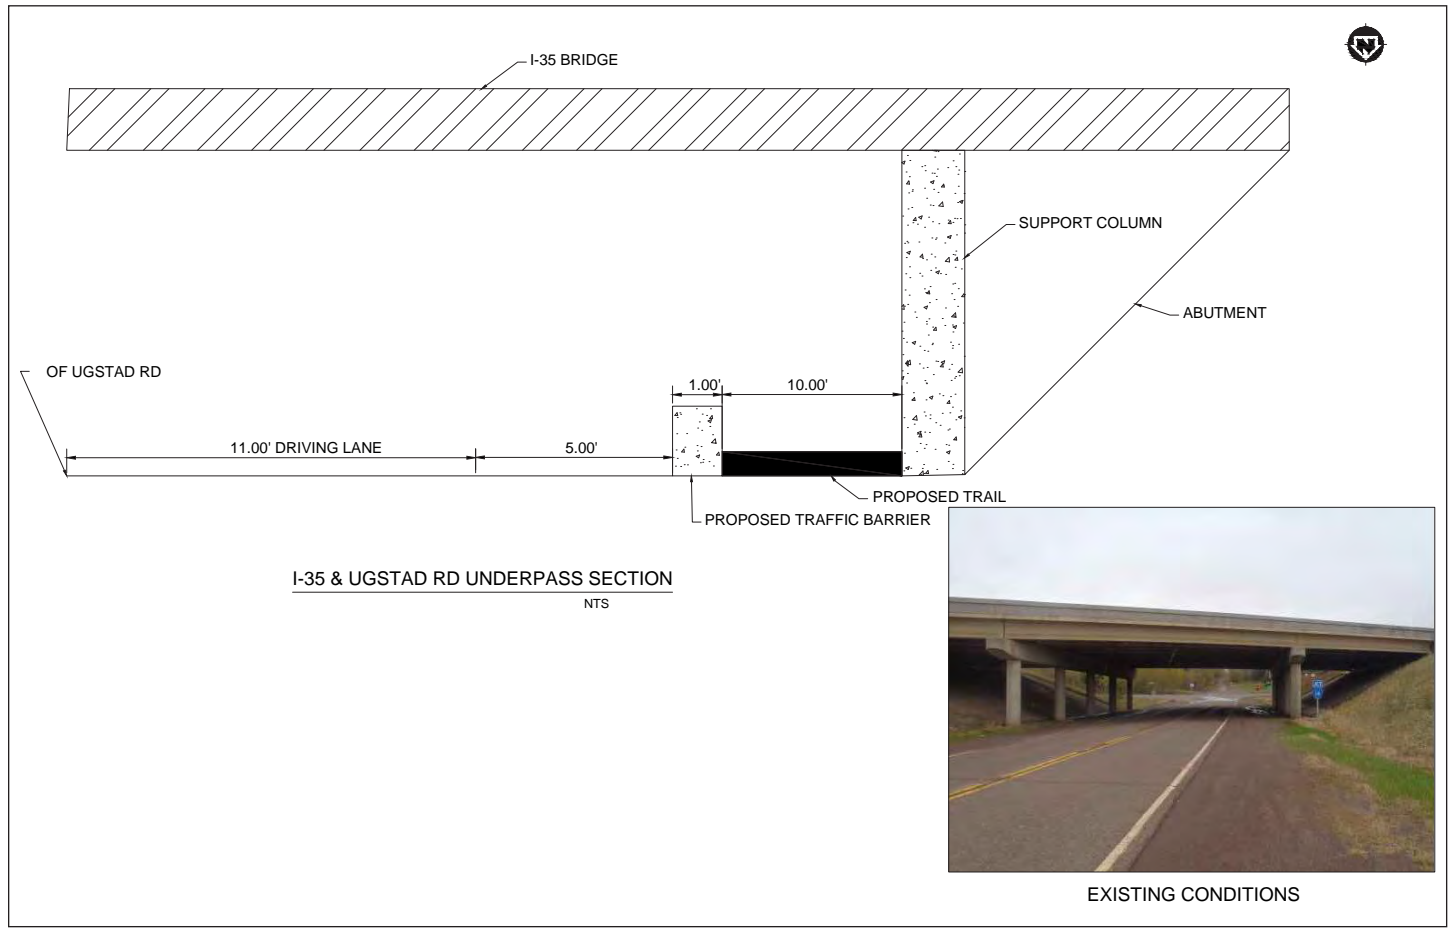 N
I-35 BRIDGE
SUPPORT COLUMN
ABUTMENT
OF UGSTAD RD
1.00'
10.00'
11.00' DRIVING LANE
5.00'
PROPOSED TRAIL
PROPOSED TRAFFIC BARRIER
I-35 & UGSTAD RD UNDERPASS SECTION
NTS
EXISTING CONDITIONS